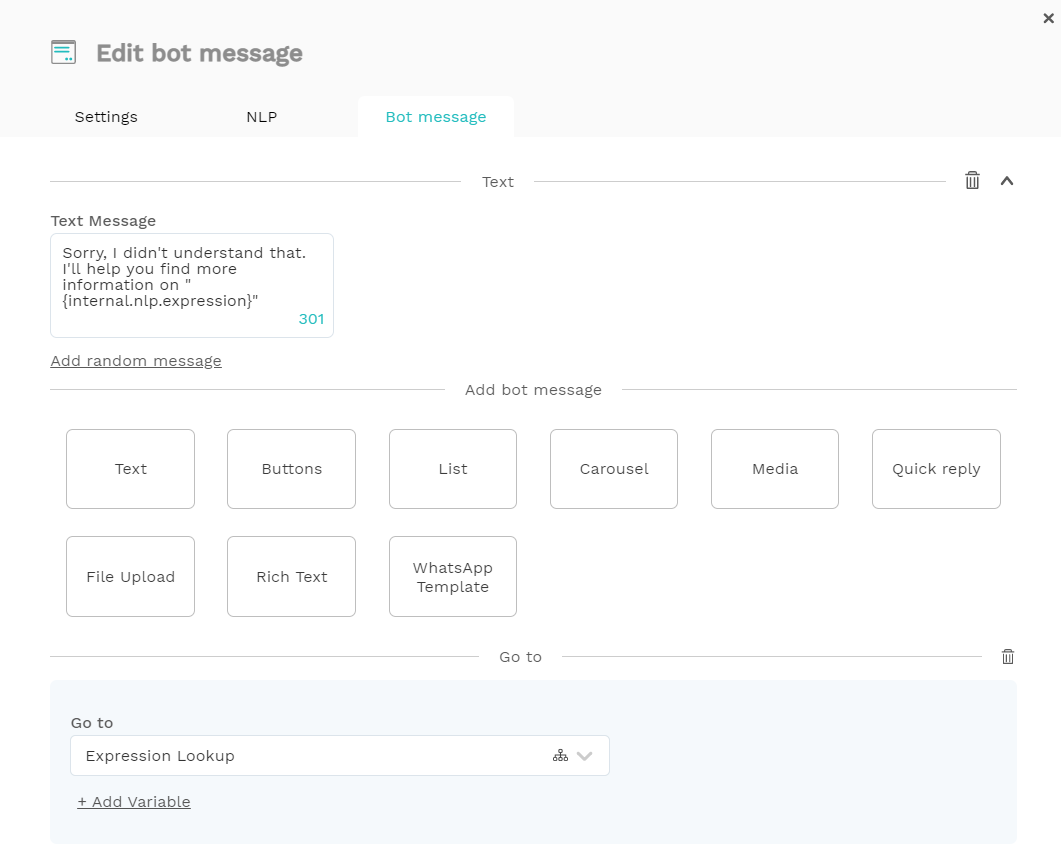 Edit bot message
Settings NLP Bot message
Text
Text Message
Sorry, I didn't understand that.
I'll help you find more
information on "
{internal.nlp.expression}"
301
Add random message
Add bot message
Text Buttons List Carousel Media Quick reply
File Upload Rich Text WhatsApp
Template
Go to
Go to
Expression Lookup
+ Add Variable